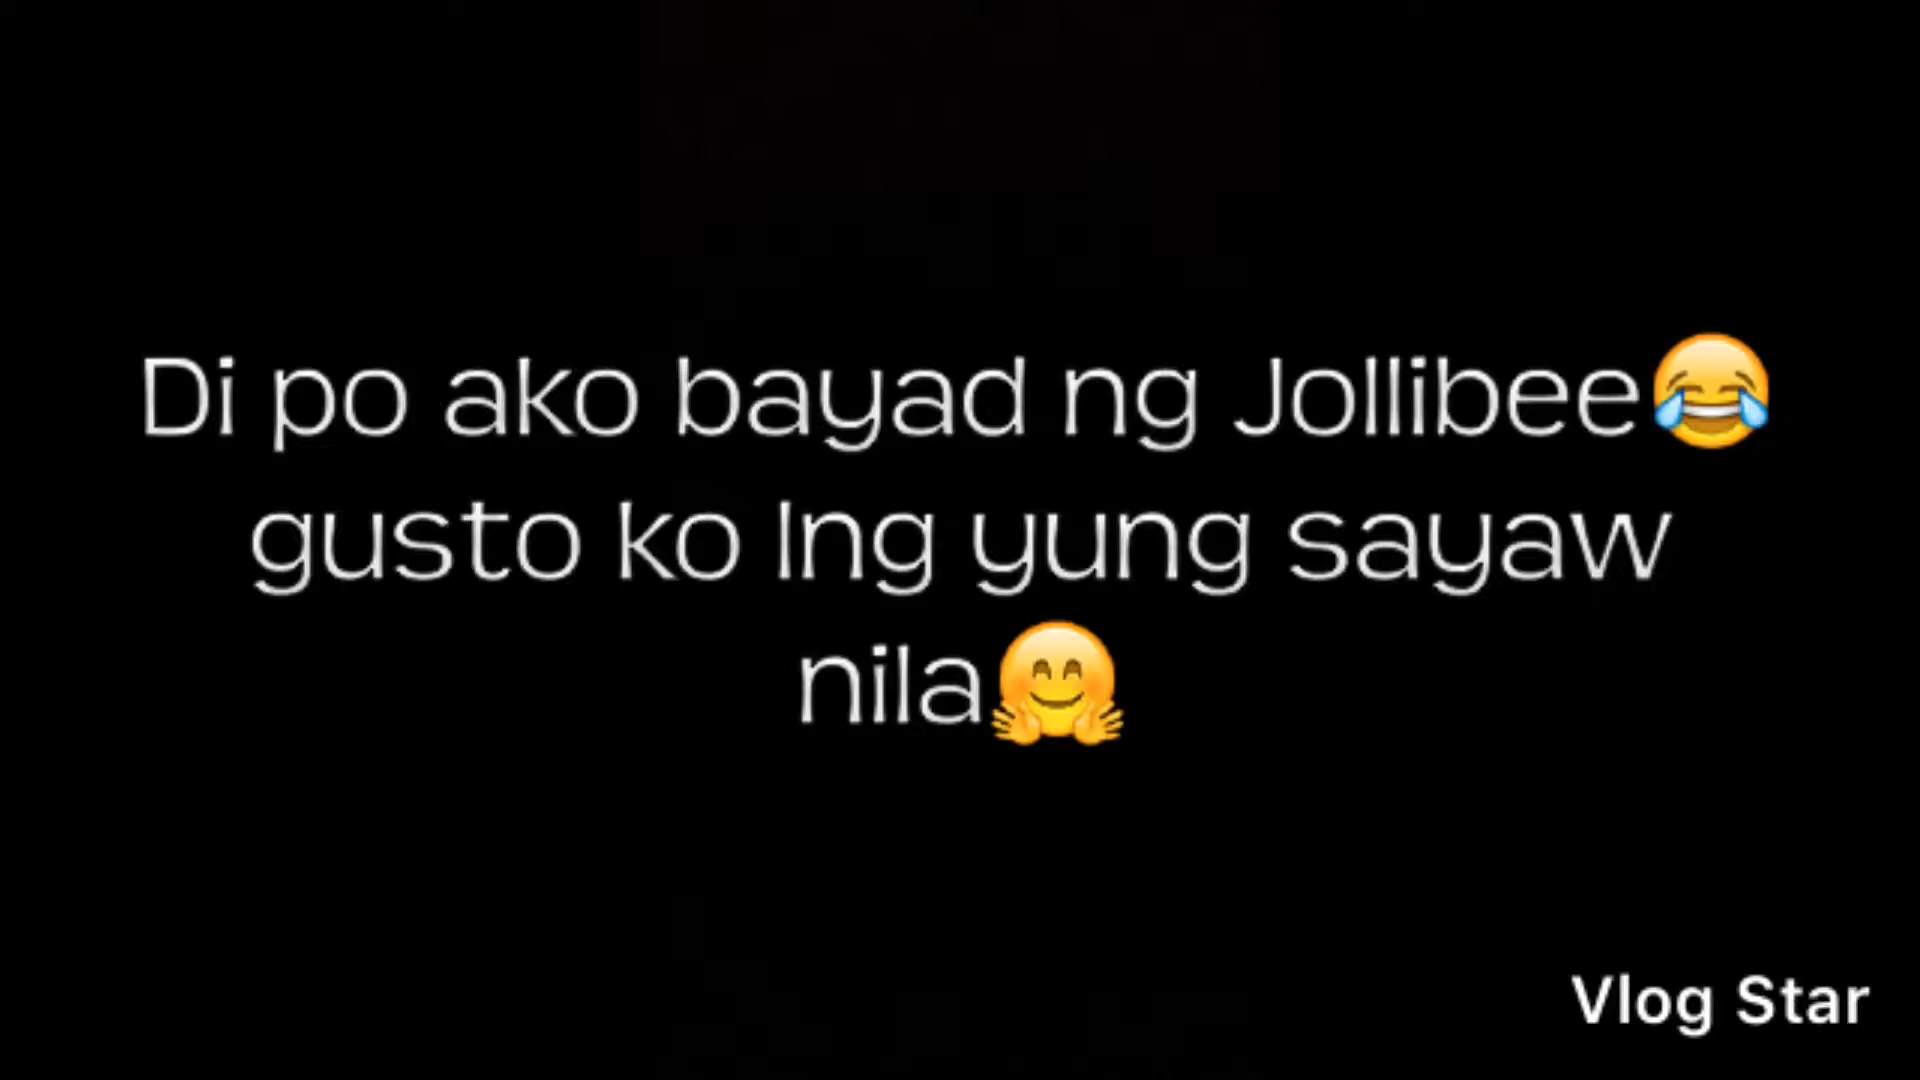 Di po ako bayad ng Jollibee😂
gusto ko lng yung sayaw
nila🤗
Vlog Star